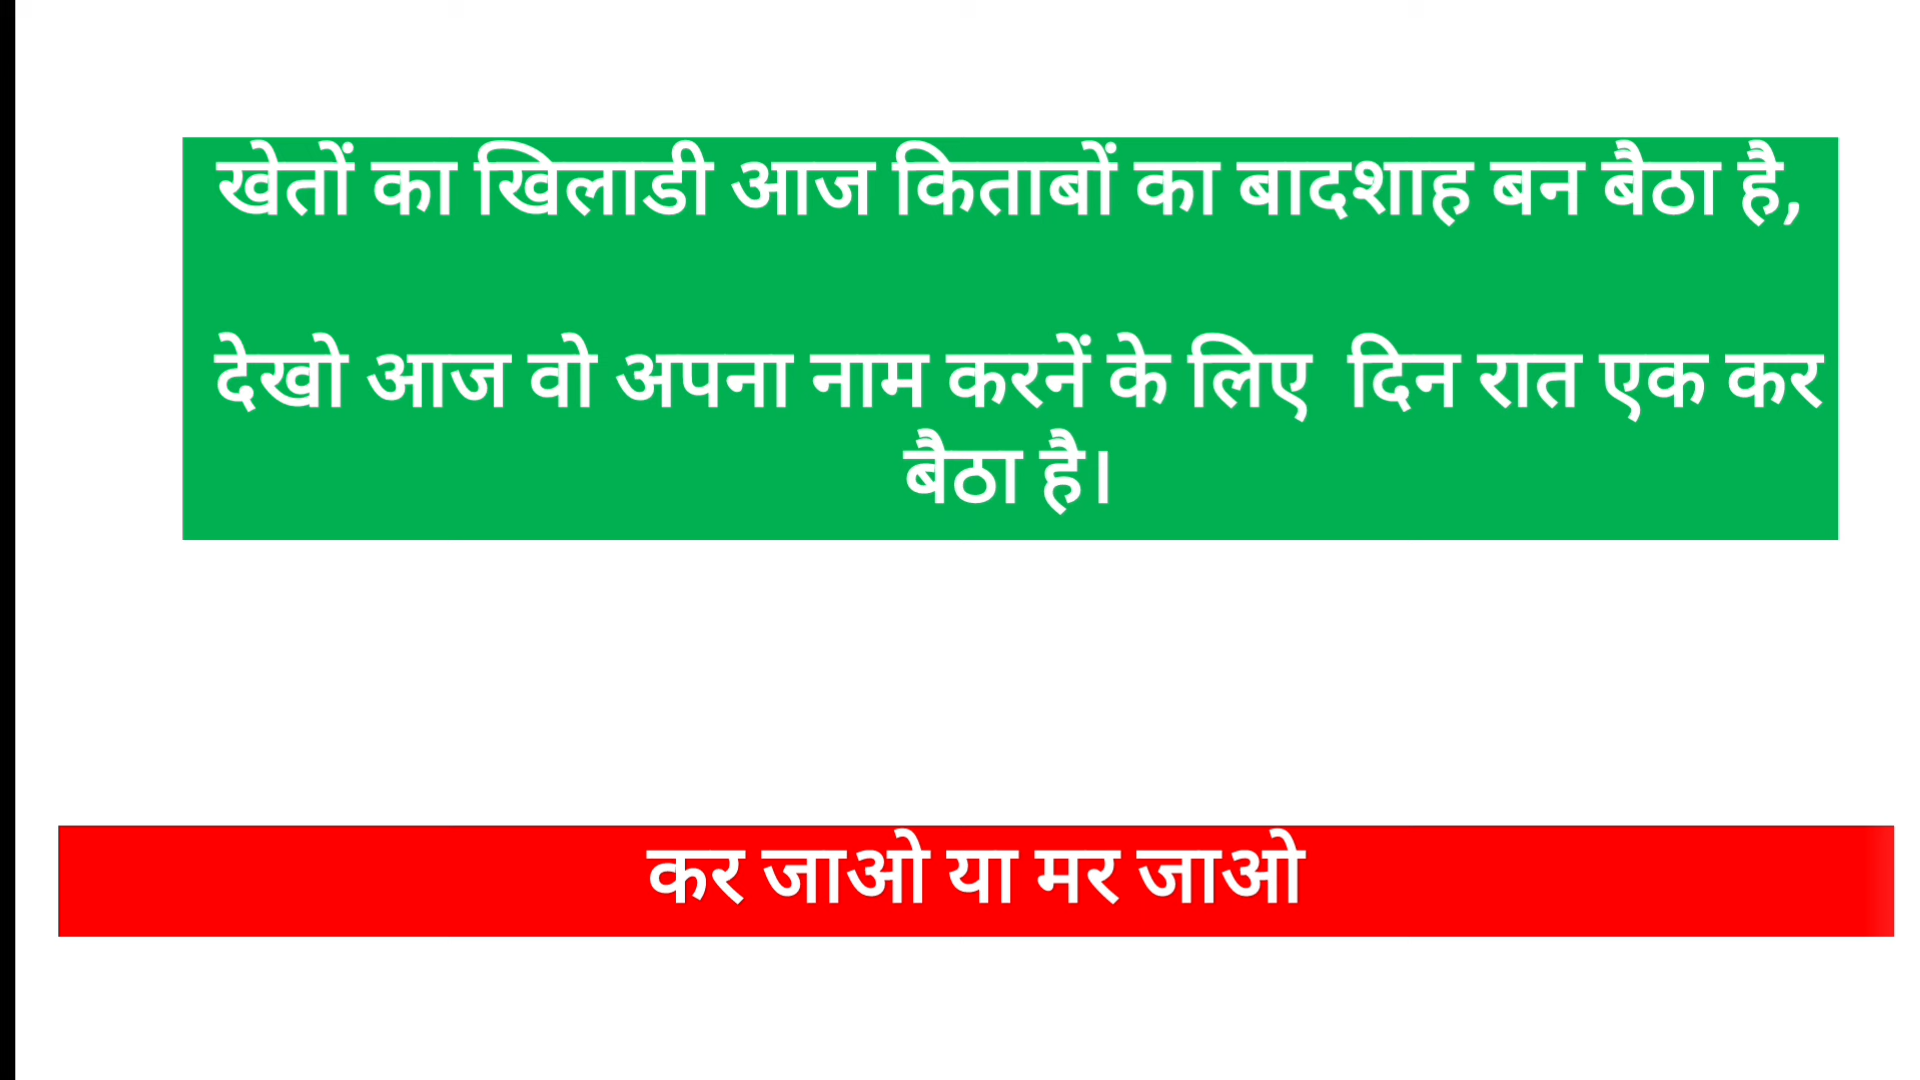 खेतों का खिलाडी आज किताबों का बादशाह बन बैठा है,
देखो आज वो अपना नाम करनें के लिए दिन रात एक कर
बैठा है।
कर जाओ या मर जाओ